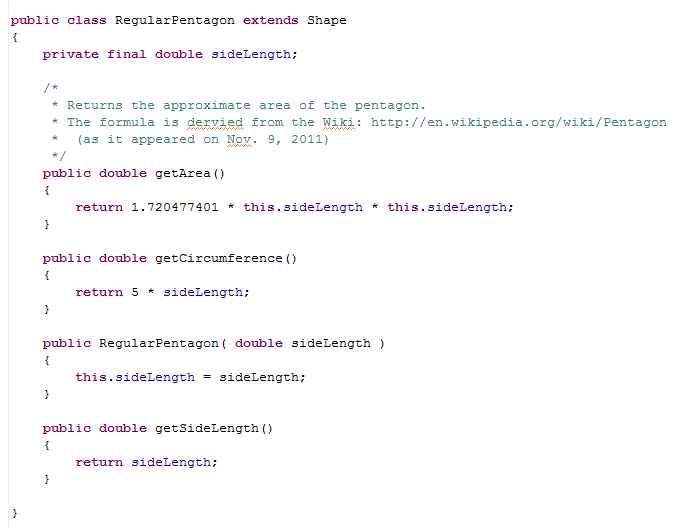 public class RegularPentagon extends Shape
{
    private final double sideLength;

    /*
     * Returns the approximate area of the pentagon.
     * The formula is dervied from the Wiki: http://en.wikipedia.org/wiki/Pentagon
     *  (as it appeared on Nov. 9, 2011)
     */
    public double getArea()
    {
        return 1.720477401 * this.sideLength * this.sideLength;
    }

    public double getCircumference()
    {
        return 5 * sideLength;
    }

    public RegularPentagon( double sideLength )
    {
        this.sideLength = sideLength;
    }

    public double getSideLength()
    {
        return sideLength;
    }

}